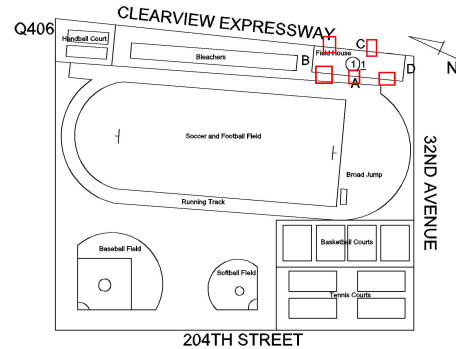 CLEARVIEW EXPRESSWAY
Q406
Handball Court
Bleachers
Field House
C
B
1
1
D
A
N
Soccer and Football Field
Broad Jump
32ND AVENUE
Running Track
Baseball Field
Basketball Courts
Softball Field
Tennis Courts
204TH STREET